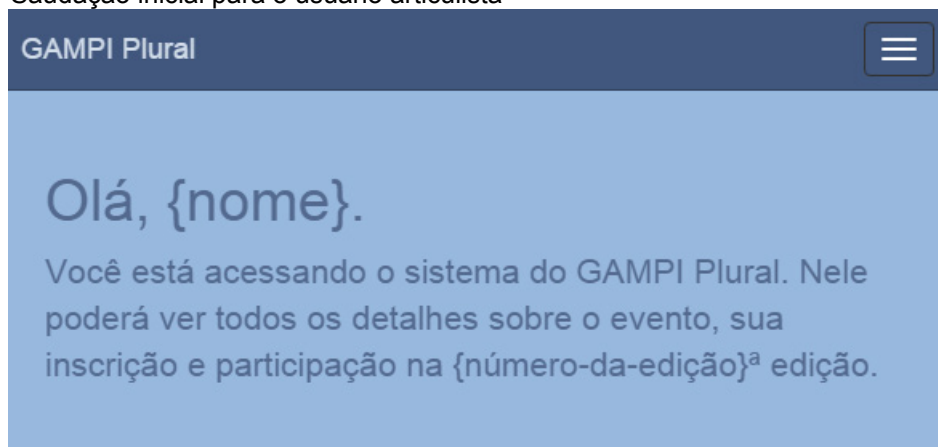 Saudação inicial para o usuário articulista
GAMPI Plural
Olá, {nome}.
Você está acessando o sistema do GAMPI Plural. Nele
poderá ver todos os detalhes sobre o evento, sua
inscrição e participação na {número-da-edição}ª edição.